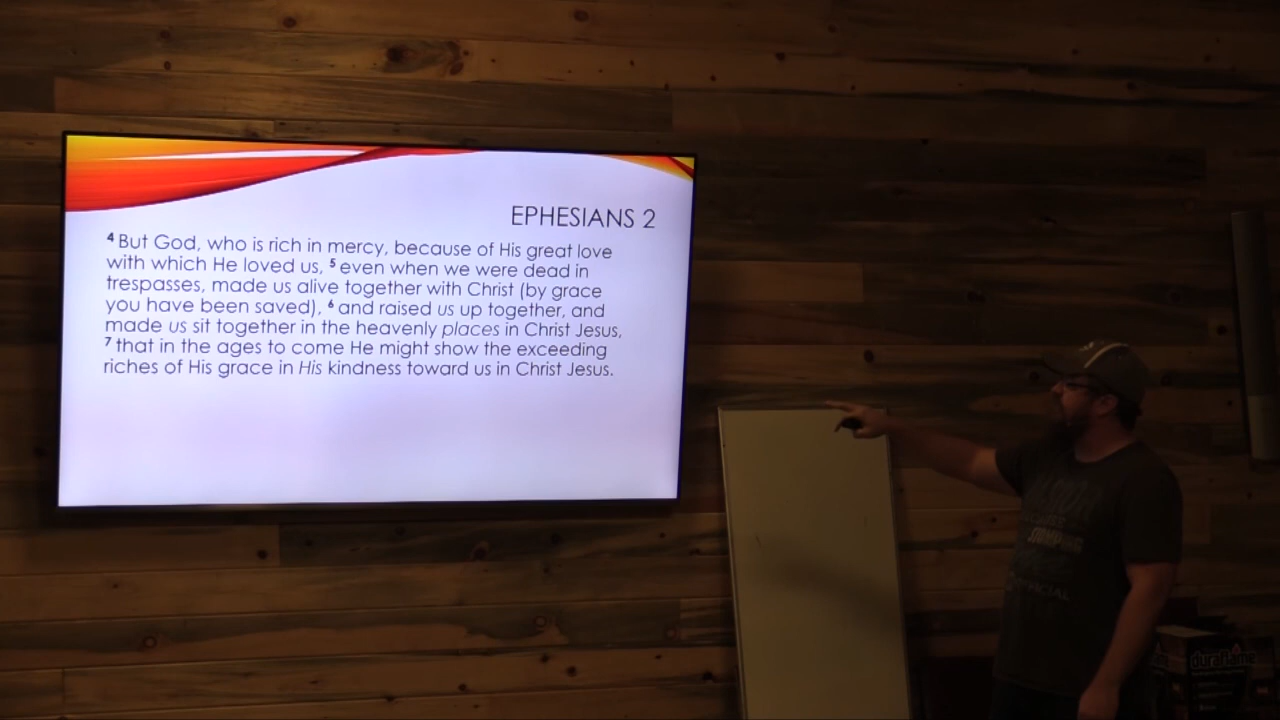 EPHESIANS 2
4 But God, who is rich in mercy, because of His great love
with which He loved us, 5 even when we were dead in
trespasses, made us alive together with Christ (by grace
you have been saved), 6 and raised us up together, and
made us sit together in the heavenly places in Christ Jesus,
7 that in the ages to come He might show the exceeding
riches of His grace in His kindness toward us in Christ Jesus.
duraflame